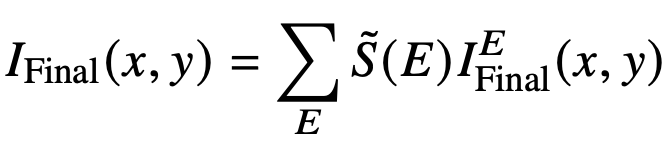 I_Final(x, y) = ∑_E S̃(E) I^E_Final(x, y)